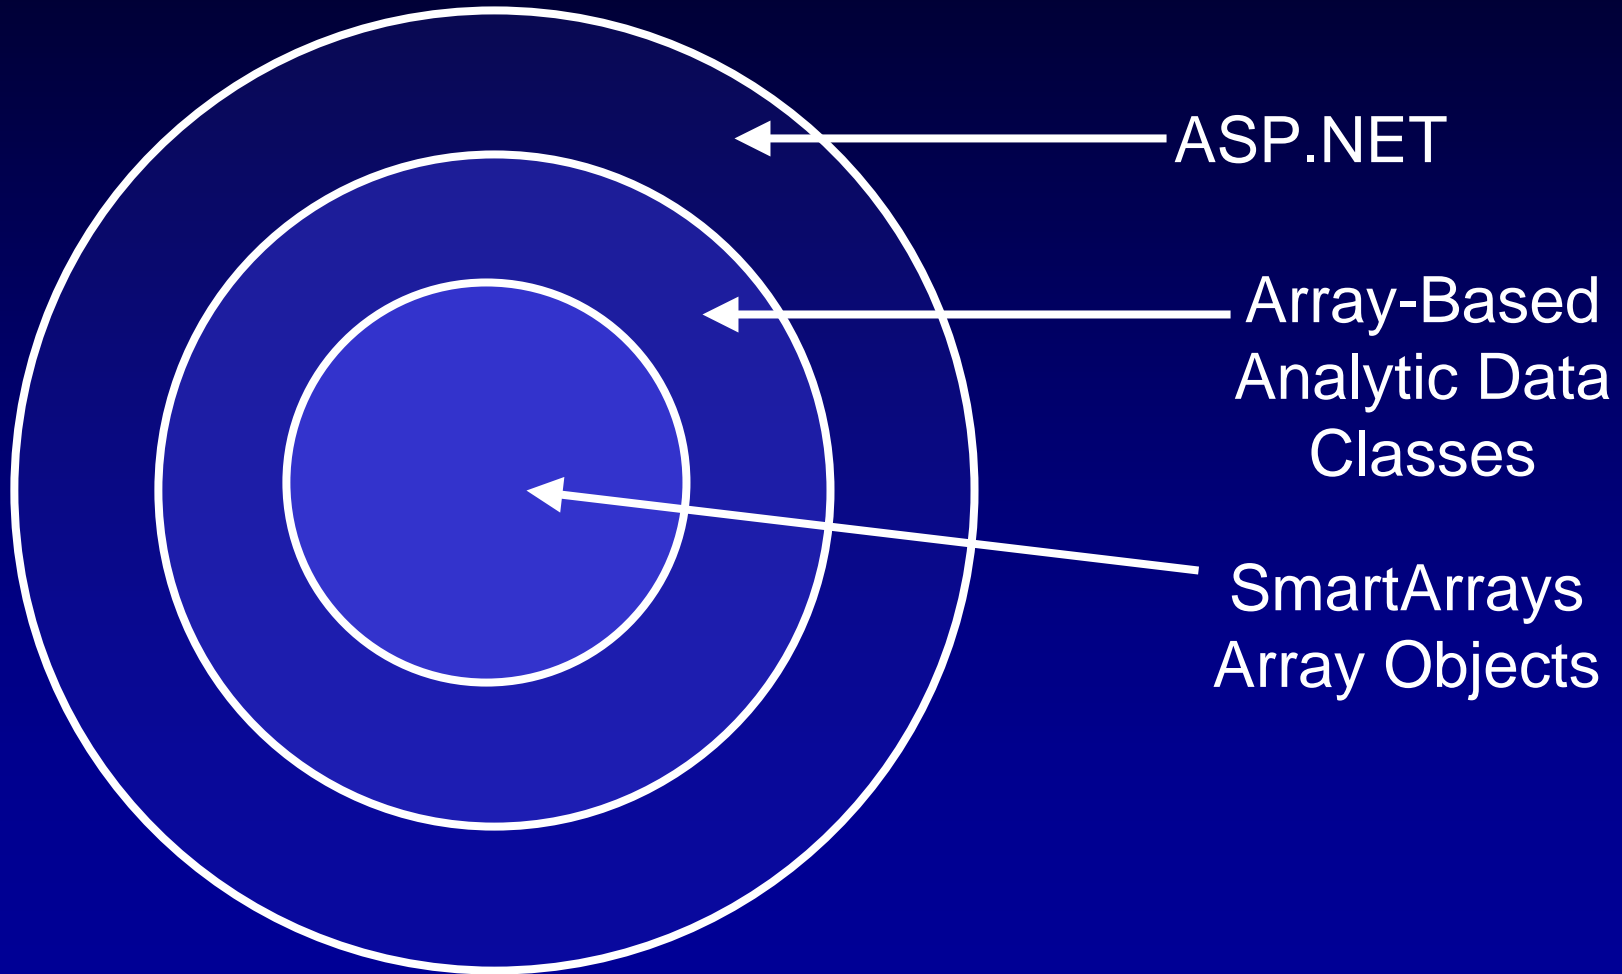 ASP.NET
Array-Based
Analytic Data
Classes
SmartArrays
Array Objects